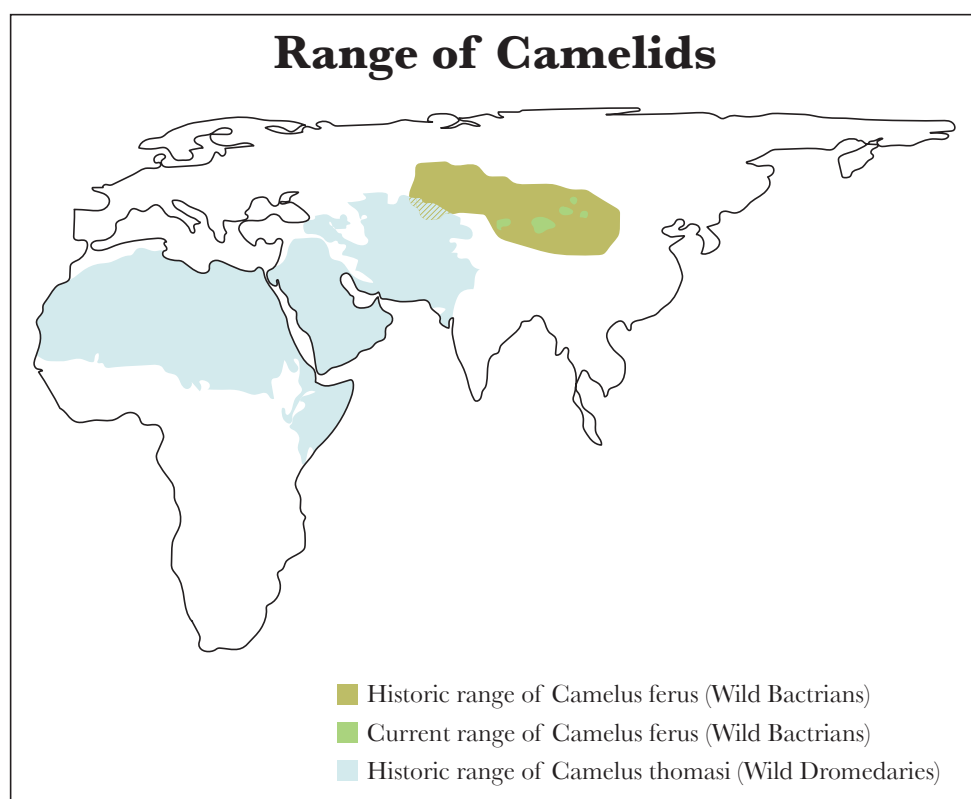 Range of Camelids
Historic range of Camelus ferus (Wild Bactrians)
Current range of Camelus ferus (Wild Bactrians)
Historic range of Camelus thomasi (Wild Dromedaries)